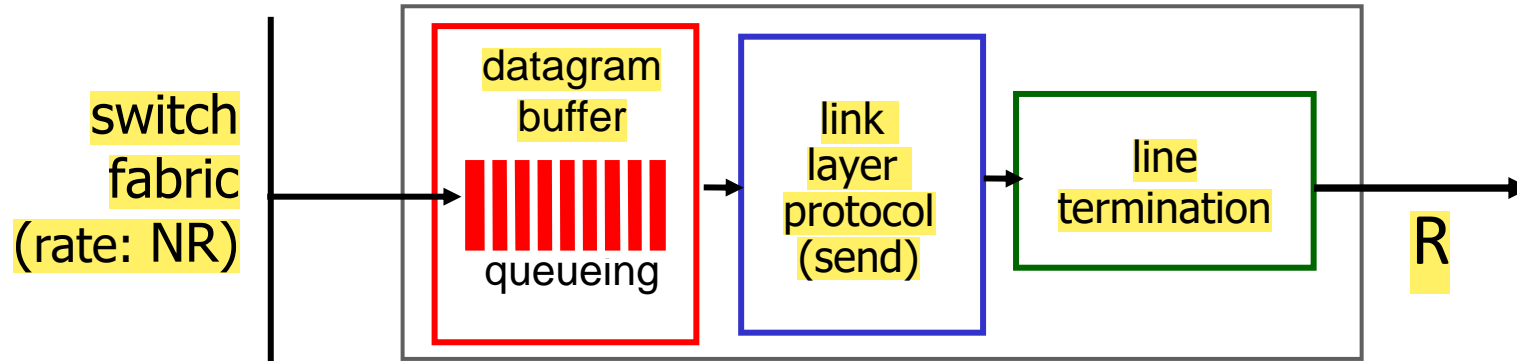 switch
fabric
(rate: NR)
datagram
buffer
queueing
link
layer
protocol
(send)
line
termination
R